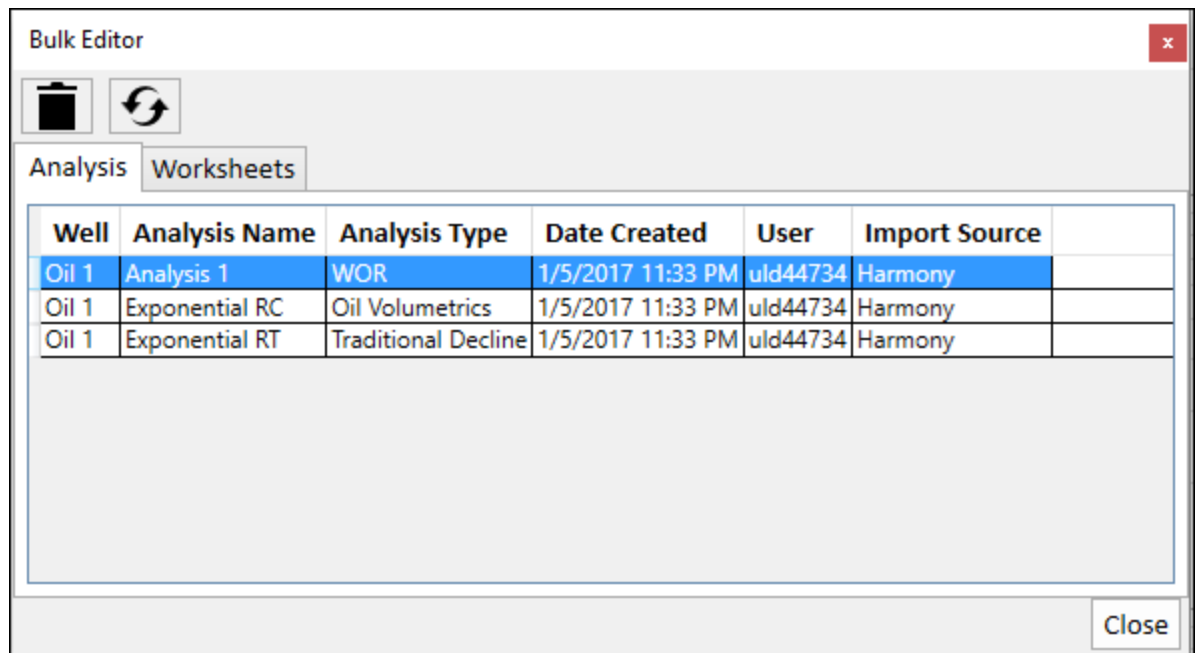 Bulk Editor
x
Analysis Worksheets
Well Analysis Name Analysis Type Date Created User Import Source
Oil 1 Analysis 1 WOR 1/5/2017 11:33 PM uld44734 Harmony
Oil 1 Exponential RC Oil Volumetrics 1/5/2017 11:33 PM uld44734 Harmony
Oil 1 Exponential RT Traditional Decline 1/5/2017 11:33 PM uld44734 Harmony
Close